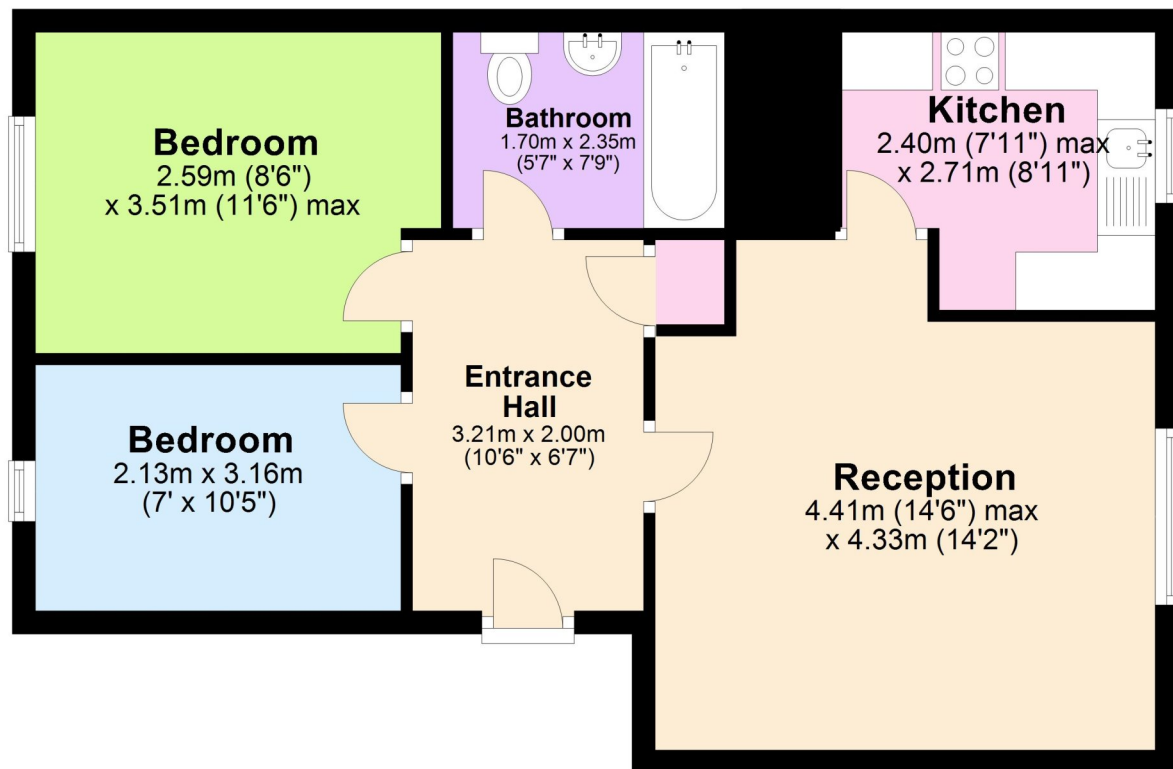 Bedroom
2.59m (8'6")
x 3.51m (11'6") max
Bathroom
1.70m x 2.35m
(5'7" x 7'9")
Kitchen
2.40m (7'11") max
x 2.71m (8'11")
Bedroom
2.13m x 3.16m
(7' x 10'5")
Entrance
Hall
3.21m x 2.00m
(10'6" x 6'7")
Reception
4.41m (14'6") max
x 4.33m (14'2")